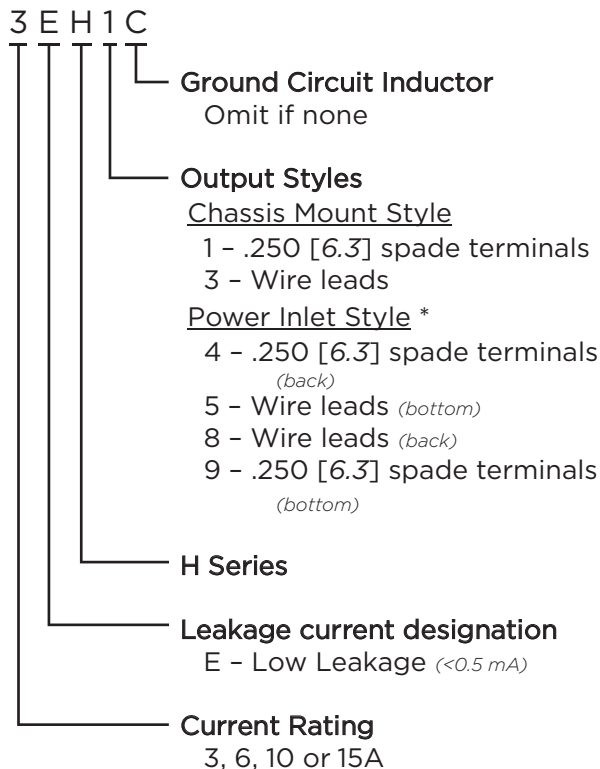 3 E H 1 C
Ground Circuit Inductor
Omit if none
Output Styles
Chassis Mount Style
1 – .250 [6.3] spade terminals
3 – Wire leads
Power Inlet Style *
4 – .250 [6.3] spade terminals
(back)
5 – Wire leads (bottom)
8 – Wire leads (back)
9 – .250 [6.3] spade terminals
(bottom)
H Series
Leakage current designation
E – Low Leakage (<0.5 mA)
Current Rating
3, 6, 10 or 15A